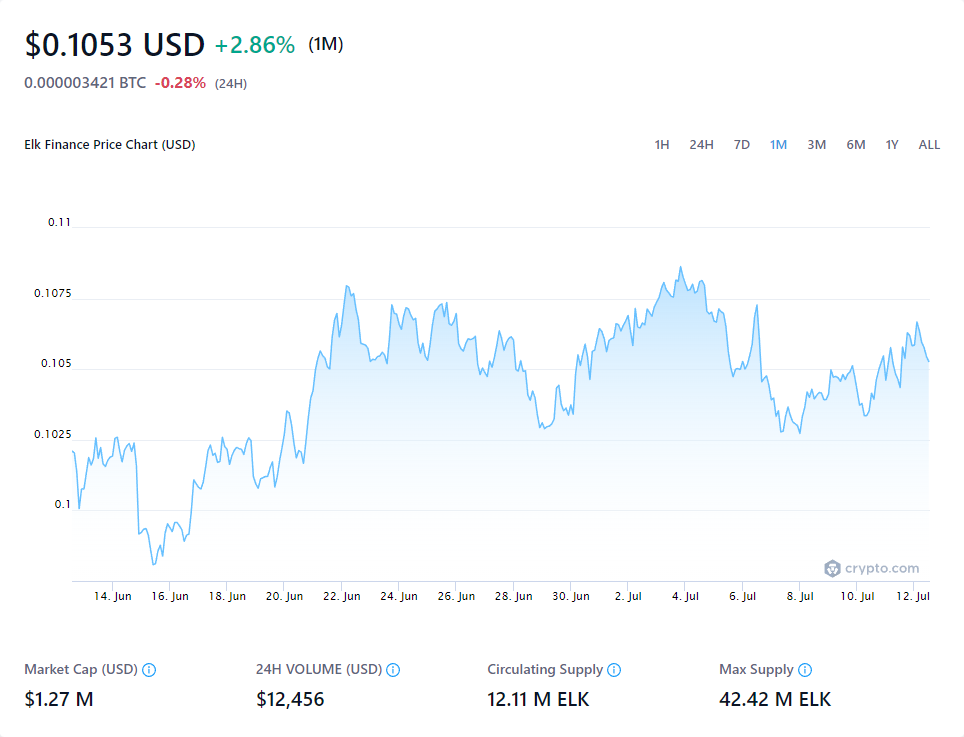 $0.1053 USD +2.86% (1M)
0.000003421 BTC -0.28% (24H)
Elk Finance Price Chart (USD) 1H 24H 7D 1M 3M 6M 1Y ALL
0.11
0.1075
0.105
0.1025
0.1
crypto.com
14. Jun 16. Jun 18. Jun 20. Jun 22. Jun 24. Jun 26. Jun 28. Jun 30. Jun 2. Jul 4. Jul 6. Jul 8. Jul 10. Jul 12. Jul
Market Cap (USD) 24H VOLUME (USD) Circulating Supply Max Supply
$1.27 M $12,456 12.11 M ELK 42.42 M ELK